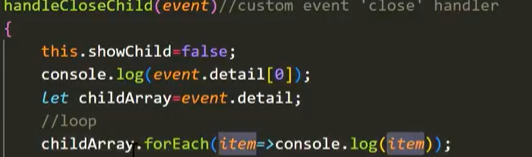 handleCloseChild(event)//custom event 'close' handler
{
this.showChild=false;
console.log(event.detail[0]);
let childArray=event.detail;
//loop
childArray.forEach(item=>console.log(item));